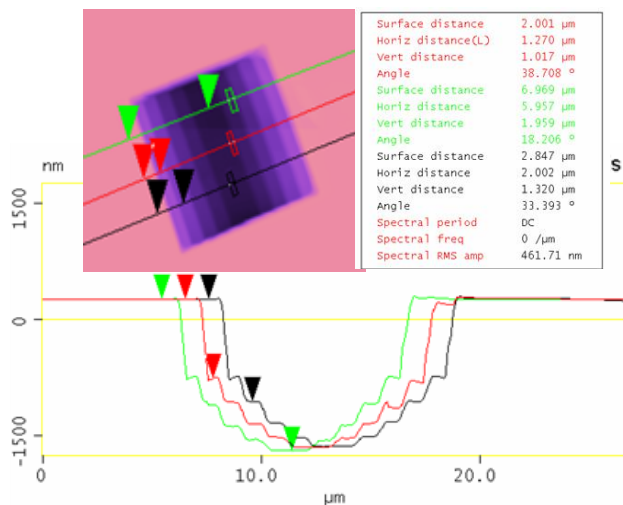 Surface distance 2.001 µm
Horiz distance(L) 1.270 µm
Vert distance 1.017 µm
Angle 38.708 º
Surface distance 6.969 µm
Horiz distance 5.957 µm
Vert distance 1.959 µm
Angle 18.206 º
Surface distance 2.847 µm
Horiz distance 2.002 µm
Vert distance 1.320 µm
Angle 33.393 º
Spectral period DC
Spectral freq 0 /µm
Spectral RMS amp 461.71 nm
nm
S
1500
0
-1500
0 10.0 20.0
µm